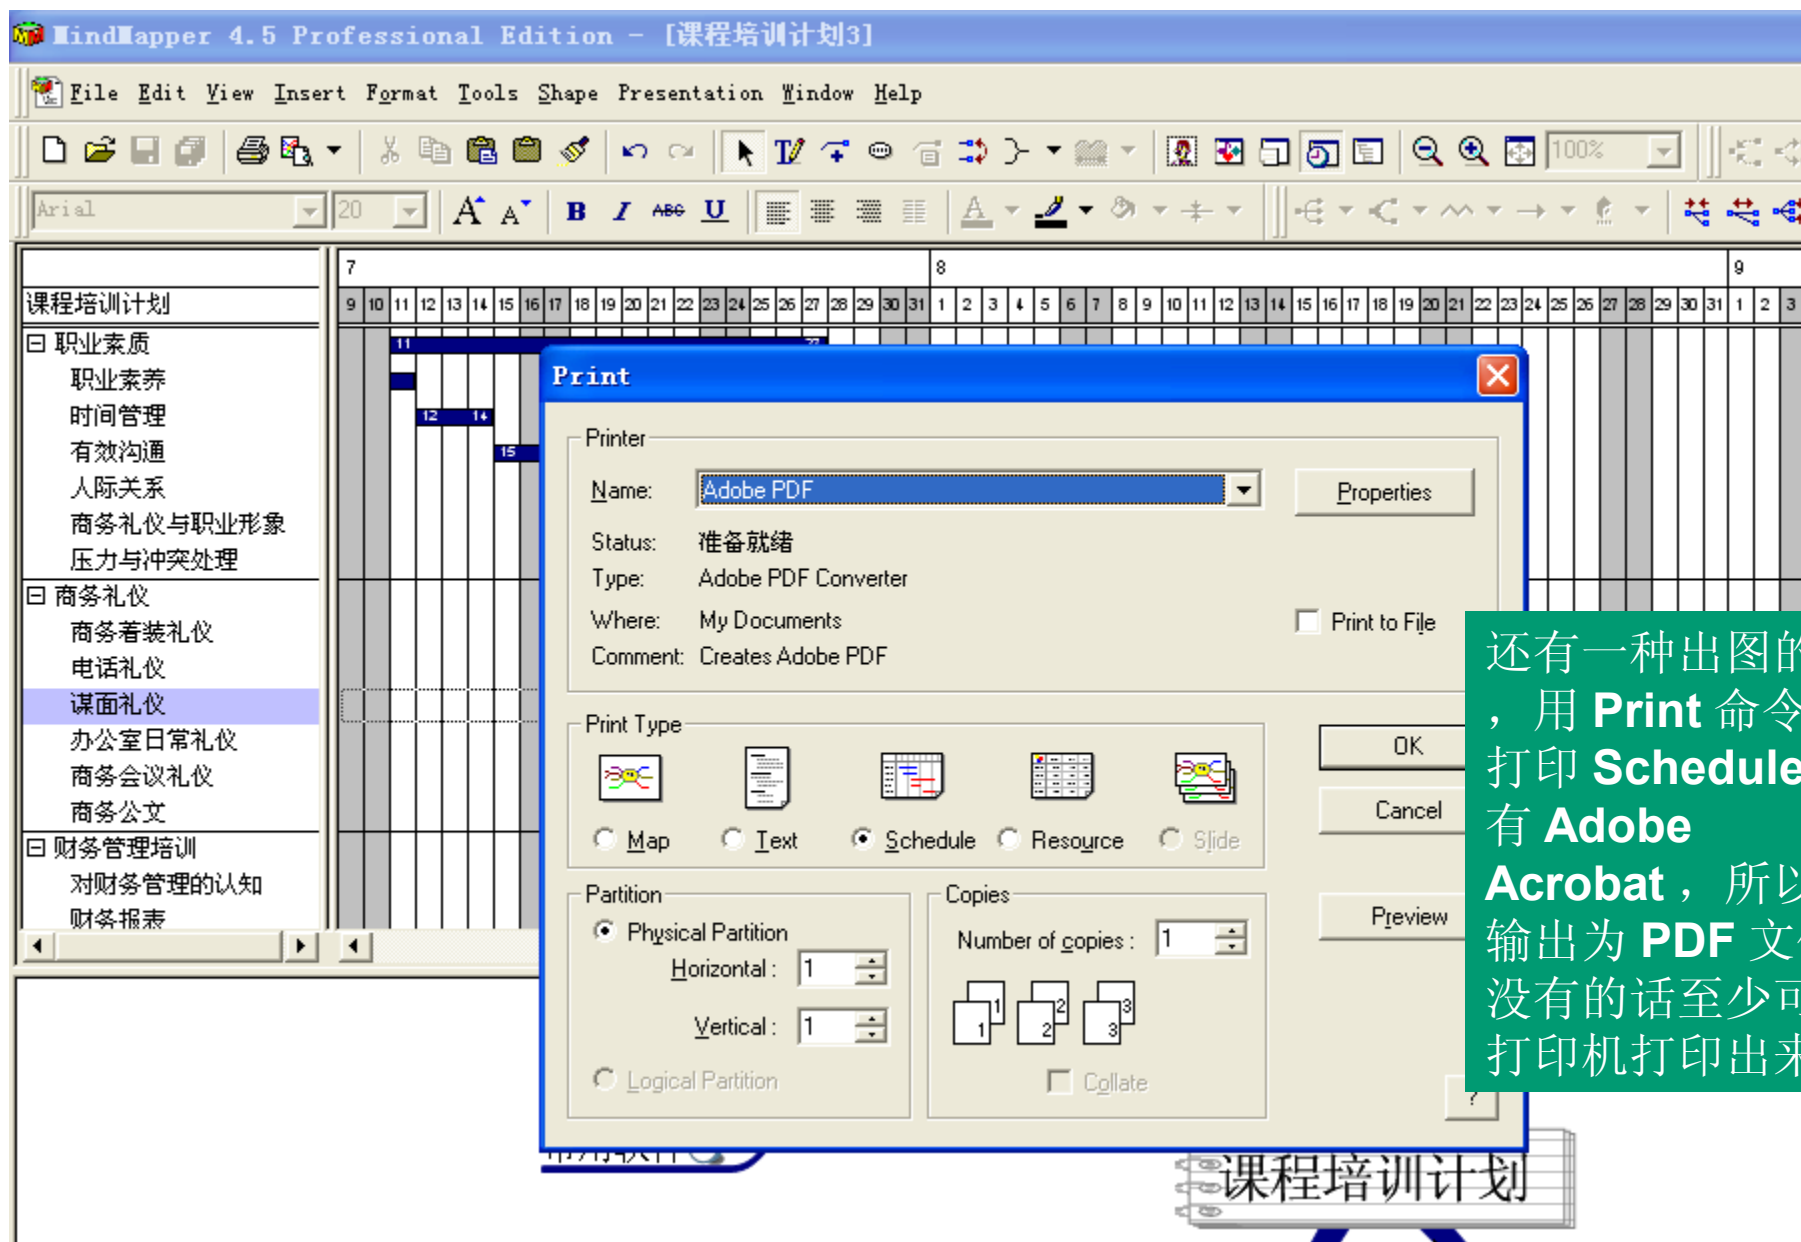 MindMapper 4.5 Professional Edition - [课程培训计划3]
File Edit View Insert Format Tools Shape Presentation Window Help
100%
Arial 20 A A B I ABC U A
7 8 9
课程培训计划 9 10 11 12 13 14 15 16 17 18 19 20 21 22 23 24 25 26 27 28 29 30 31 1 2 3 4 5 6 7 8 9 10 11 12 13 14 15 16 17 18 19 20 21 22 23 24 25 26 27 28 29 30 31 1 2 3
职业素质 11 27
职业素养
时间管理 12 14
有效沟通 15
人际关系
商务礼仪与职业形象
压力与冲突处理
商务礼仪
商务着装礼仪
电话礼仪
谋面礼仪
办公室日常礼仪
商务会议礼仪
商务公文
财务管理培训
对财务管理的认知
财务报表
Print
Printer
Name: Adobe PDF Properties
Status: 准备就绪
Type: Adobe PDF Converter
Where: My Documents Print to File
Comment: Creates Adobe PDF
Print Type
OK
Cancel
Map Text Schedule Resource Slide
Partition
Physical Partition
Horizontal : 1
Vertical : 1
Logical Partition
Copies
Number of copies : 1
1 1 2 2 3 3
Collate
Preview
?
还有一种出图的
，用 Print 命令
打印 Schedule
有 Adobe
Acrobat ，所以
输出为 PDF 文
没有的话至少可
打印机打印出来
课程培训计划